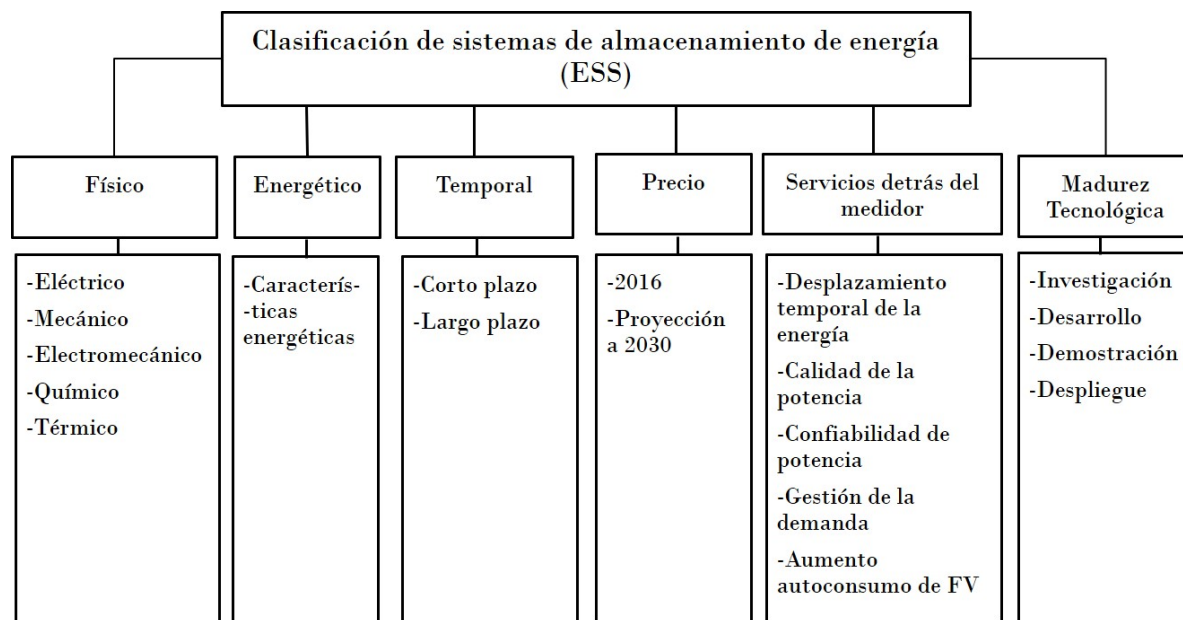 Clasificación de sistemas de almacenamiento de energía
(ESS)
Físico
-Eléctrico
-Mecánico
-Electromecánico
-Químico
-Térmico
Energético
-Caracterís-
-ticas
energéticas
Temporal
-Corto plazo
-Largo plazo
Precio
-2016
-Proyección
a 2030
Servicios detrás del
medidor
-Desplazamiento
temporal de la
energía
-Calidad de la
potencia
-Confiabilidad de
potencia
-Gestión de la
demanda
-Aumento
autoconsumo de FV
Madurez
Tecnológica
-Investigación
-Desarrollo
-Demostración
-Despliegue